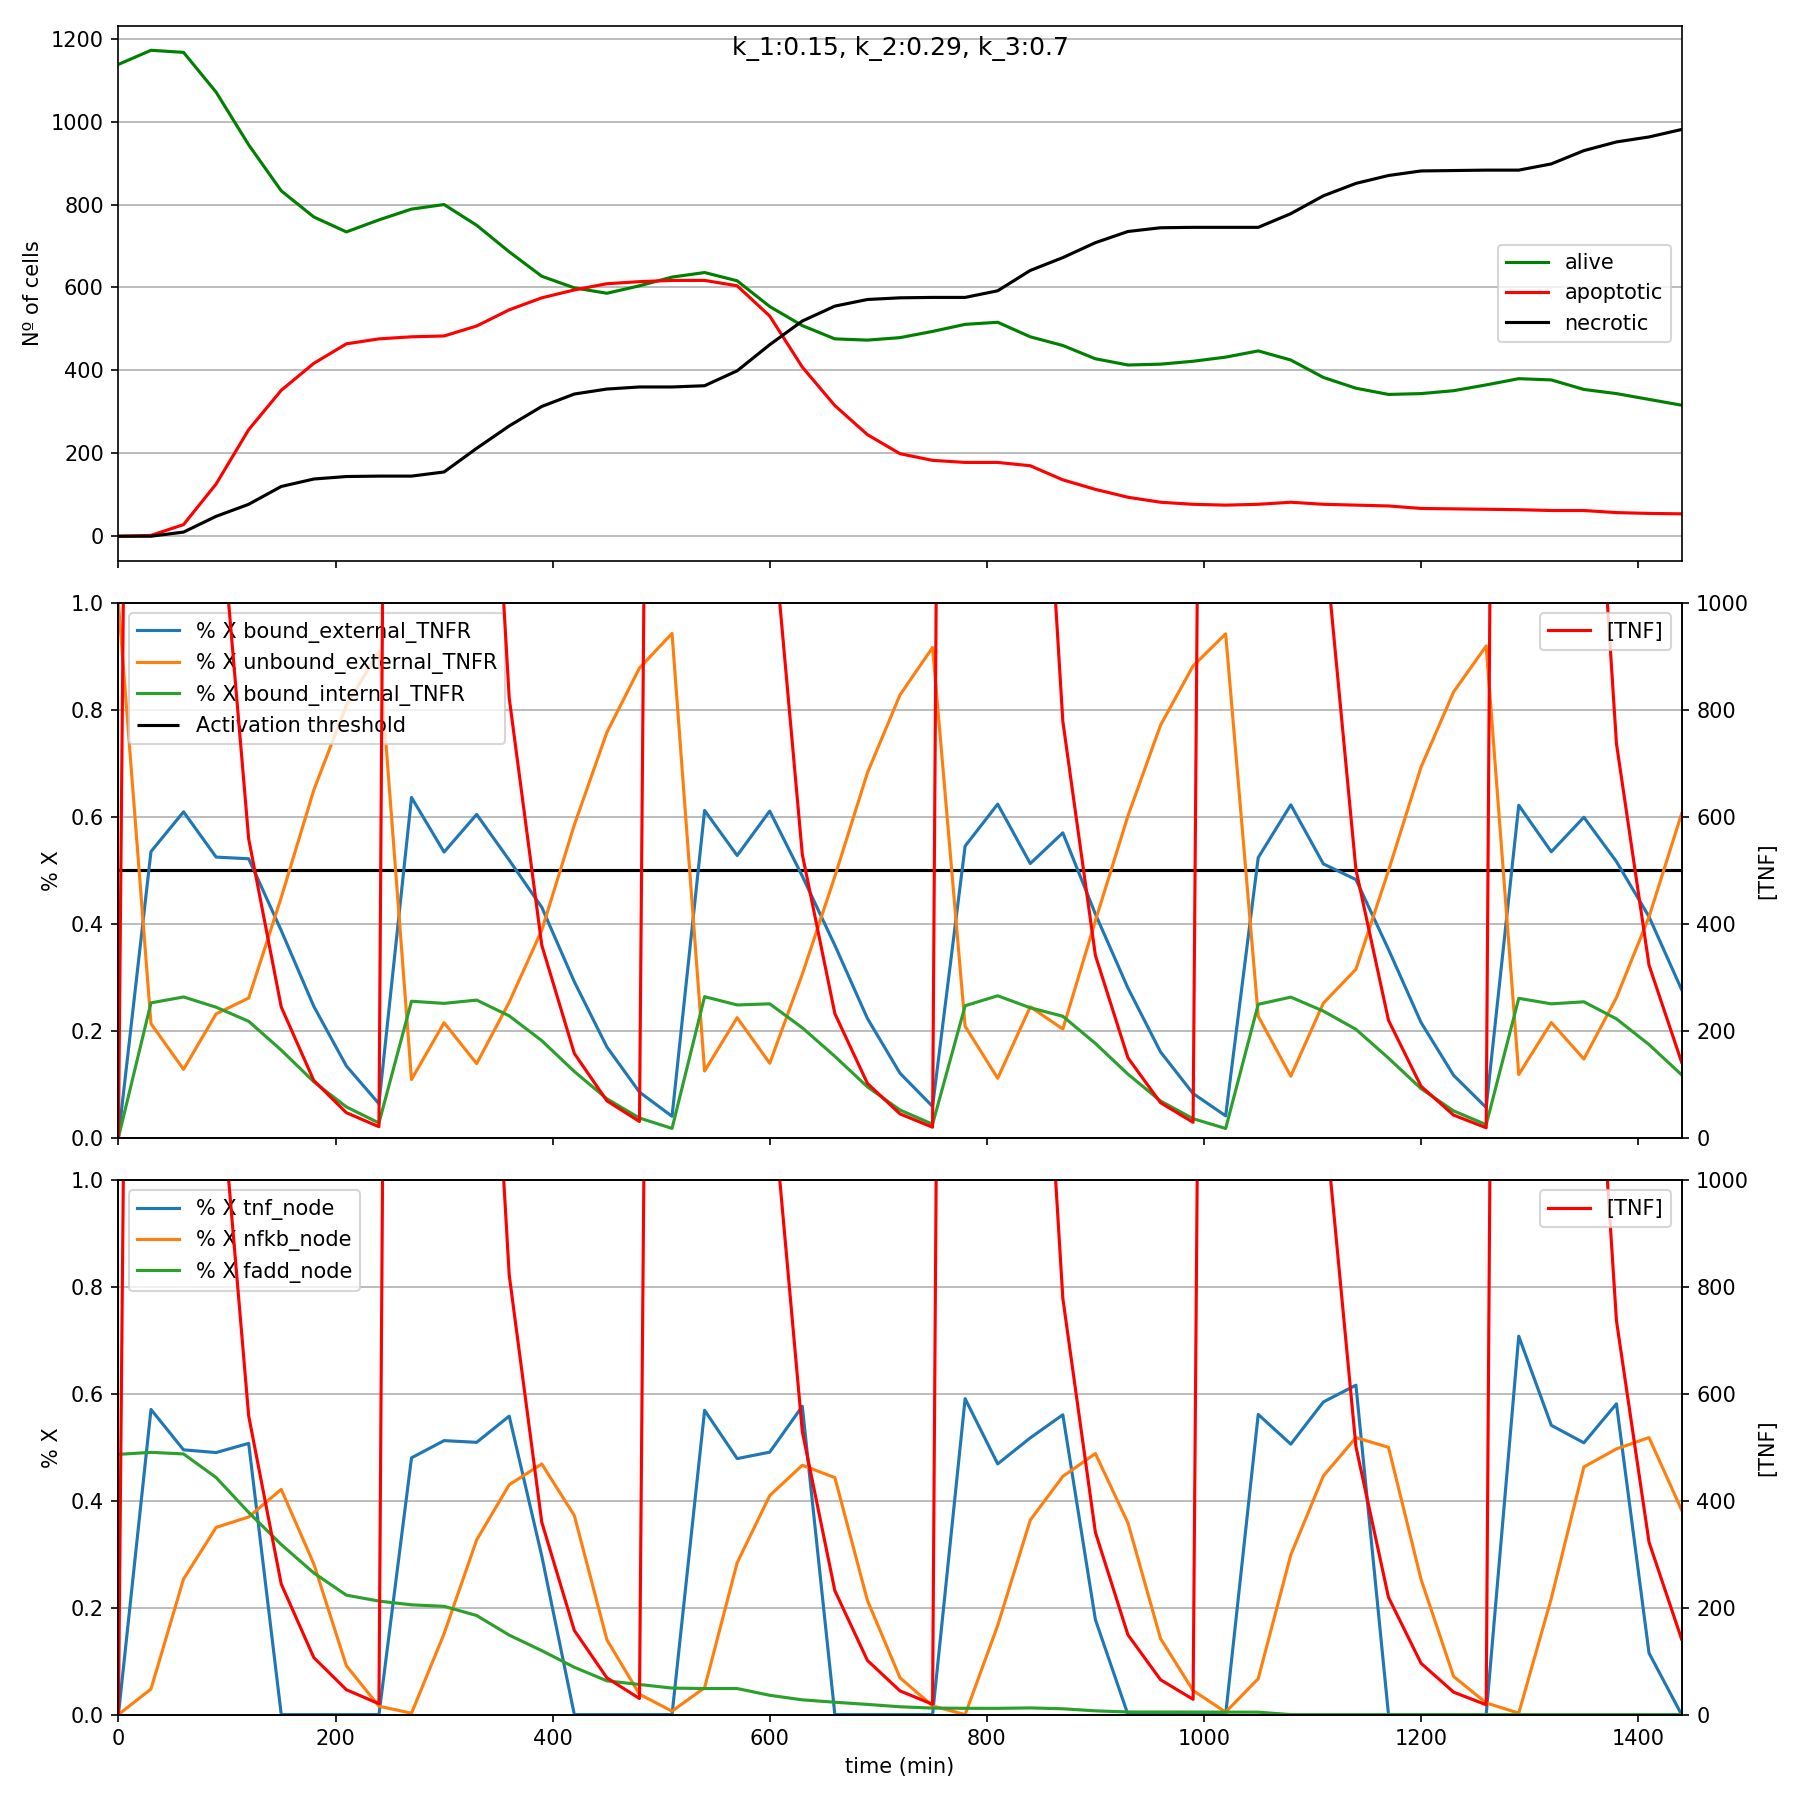 k_1:0.15, k_2:0.29, k_3:0.7
1200
1000
800
600
400
200
0
Nº of cells
alive
apoptotic
necrotic
1.0
0.8
0.6
0.4
0.2
0.0
% X
% X bound_external_TNFR
% X unbound_external_TNFR
% X bound_internal_TNFR
Activation threshold
[TNF]
1000
800
600
400
200
0
[TNF]
1.0
0.8
0.6
0.4
0.2
0.0
% X
% X tnf_node
% X nfkb_node
% X fadd_node
[TNF]
1000
800
600
400
200
0
[TNF]
0 200 400 600 800 1000 1200 1400
time (min)